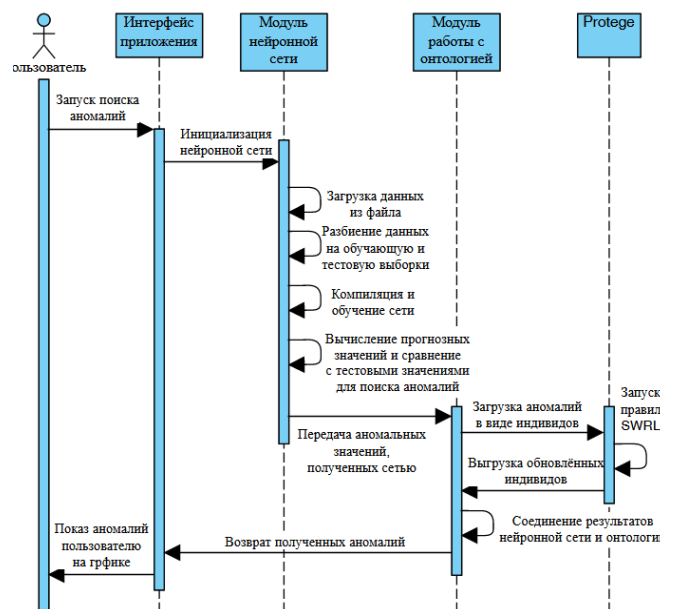 Интерфейс
приложения
Модуль
нейронной
сети
Модуль
работы с
онтологией
Protege
ользователь
Запуск поиска
аномалий
Инициализация
нейронной сети
Загрузка данных
из файла
Разбиение данных
на обучающую и
тестовую выборки
Компиляция и
обучение сети
Вычисление прогнозных
значений и сравнение
с тестовыми значениями
для поиска аномалий
Передача аномальных
значений,
полученных сетью
Загрузка аномалий
в виде индивидов
Запуск
правил
SWRL
Выгрузка обновлённых
индивидов
Соединение результатов
нейронной сети и онтологи
Возврат полученных аномалий
Показ аномалий
пользователю
на грфике